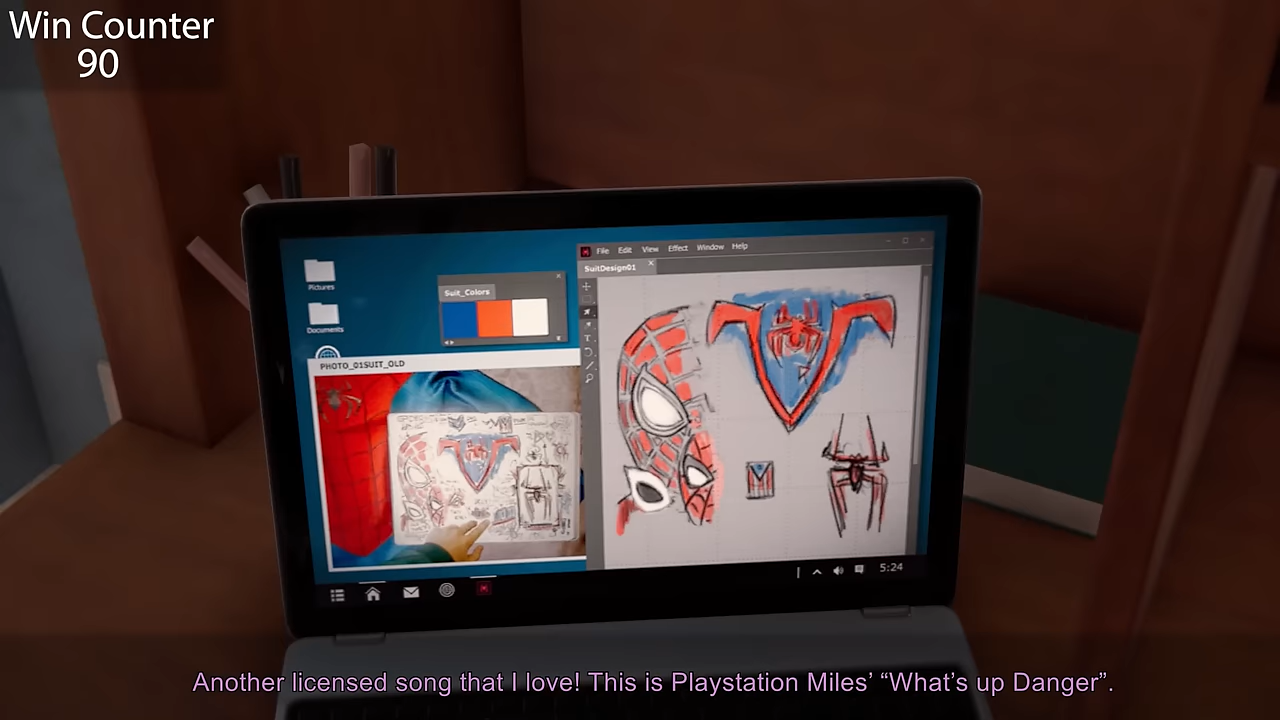 Win Counter
90
File Edit View Effect Window Help
SuitDesign01
Pictures
Suit_Colors
Documents
PHOTO_01SUIT_OLD
5:24
Another licensed song that I love! This is Playstation Miles’ “What’s up Danger”.